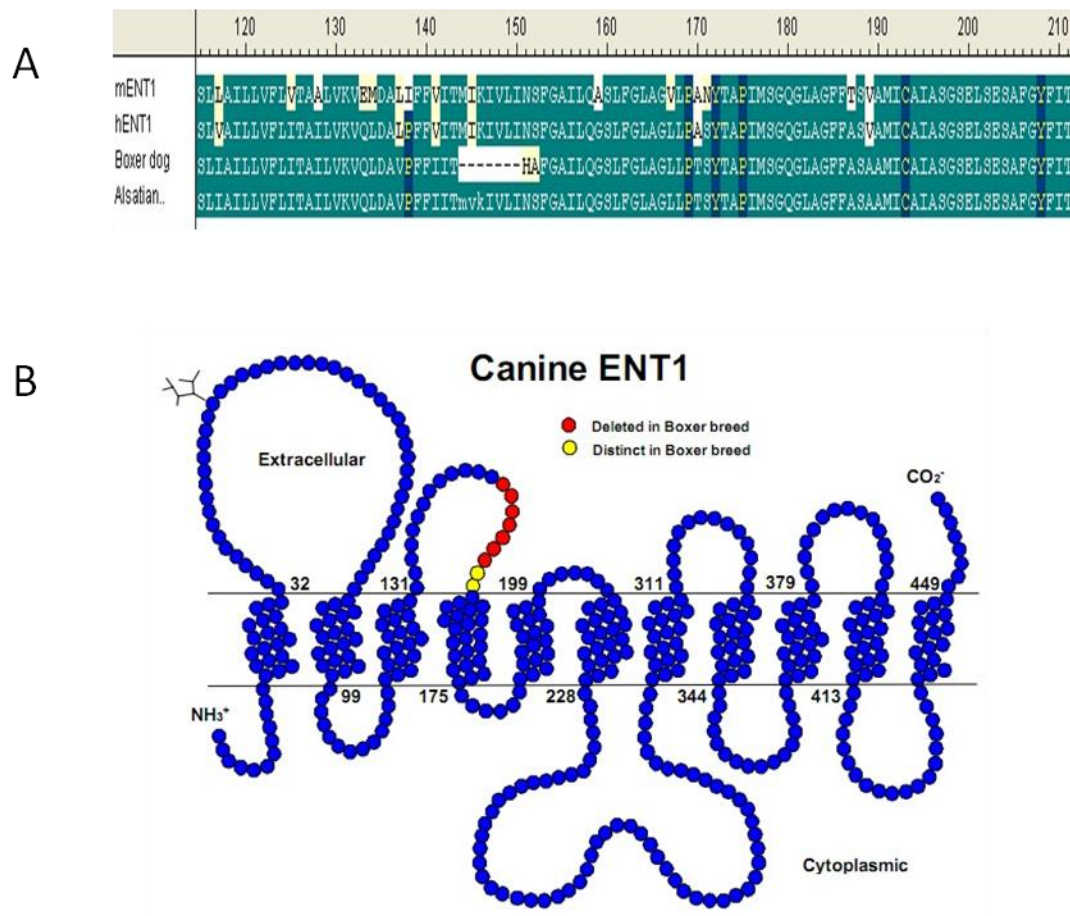 A
120 130 140 150 160 170 180 190 200 21
mENT1 SLLAILLVFLVTAALVKVEMDALIFFVITMIKIVLINSFGAILQASLFGLAGVLPANYTAPIMSGQGLAGFFTSVAMICAIASGSELSESAFGYFIT
hENT1 SLVAILLVFLITAILVKVQLDALPFFVITMIKIVLINSFGAILQGSLFGLAGLLPASYTAPIMSGQGLAGFFASVAMICAIASGSELSESAFGYFIT
Boxer dog SLIAILLVFLITAILVKVQLDAVPFFIIT-------HAFGAILQGSLFGLAGLLPTSYTAPIMSGQGLAGFFASAAMICAIASGSELSESAFGYFIT
Alsatian.. SLIAILLVFLITAILVKVQLDAVPFFIITmvkIVLINSFGAILQGSLFGLAGLLPTSYTAPIMSGQGLAGFFASAAMICAIASGSELSESAFGYFIT
B
Canine ENT1
Deleted in Boxer breed
Distinct in Boxer breed
Extracellular
CO₂⁻
32 131 199 311 379 449
99 175 228 344 413
NH₃⁺
Cytoplasmic